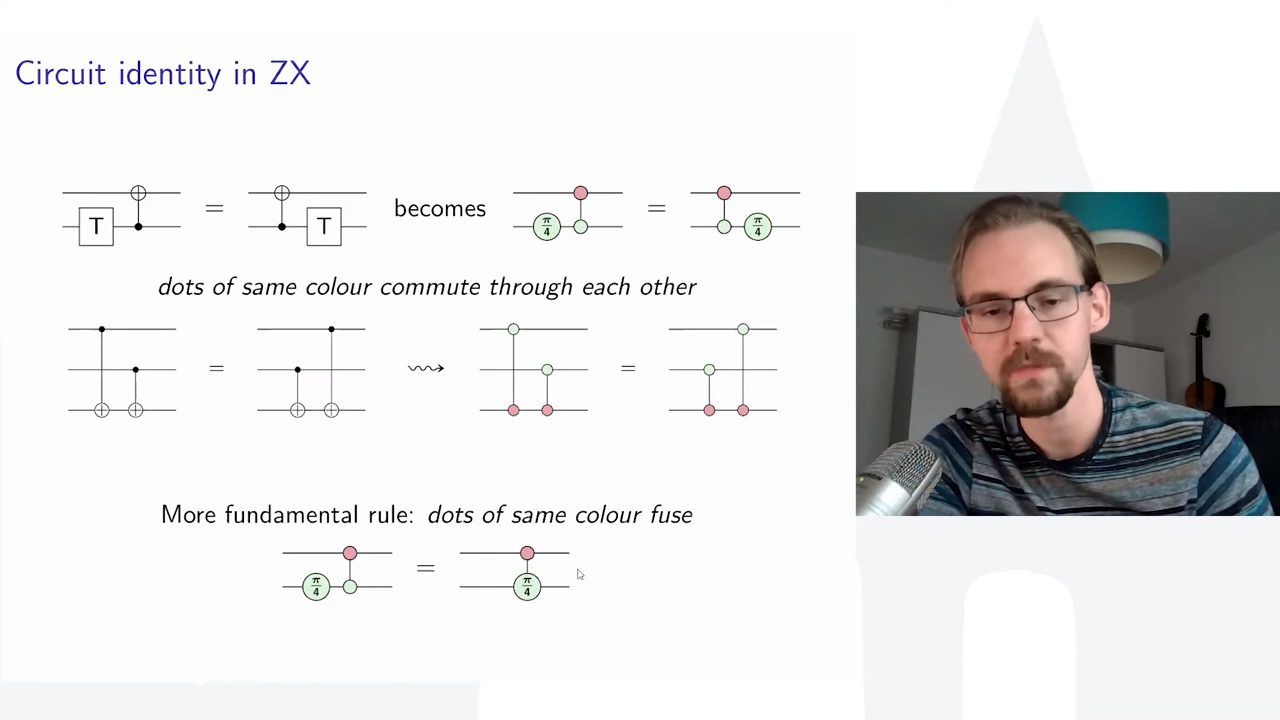 Circuit identity in ZX
T = T becomes π/4 = π/4
dots of same colour commute through each other
= ⇝ =
More fundamental rule: dots of same colour fuse
π/4 = π/4